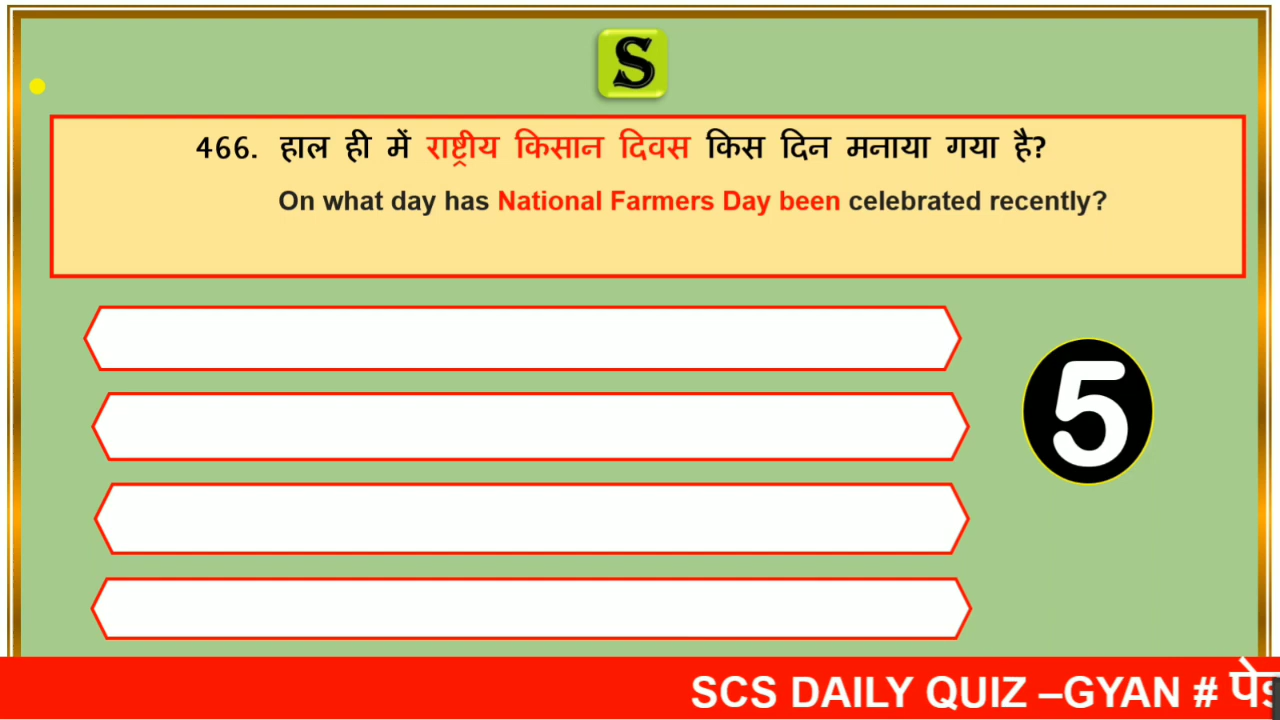 S
466. हाल ही में राष्ट्रीय किसान दिवस किस दिन मनाया गया है?
On what day has National Farmers Day been celebrated recently?
5
SCS DAILY QUIZ –GYAN #